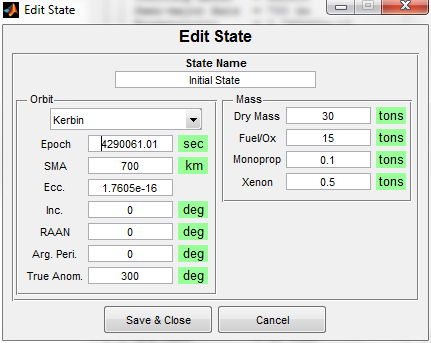 Edit State
Edit State
State Name
Initial State
Orbit
Kerbin
Epoch 4290061.01 sec
SMA 700 km
Ecc. 1.7605e-16
Inc. 0 deg
RAAN 0 deg
Arg. Peri. 0 deg
True Anom. 300 deg
Mass
Dry Mass 30 tons
Fuel/Ox 15 tons
Monoprop 0.1 tons
Xenon 0.5 tons
Save & Close Cancel